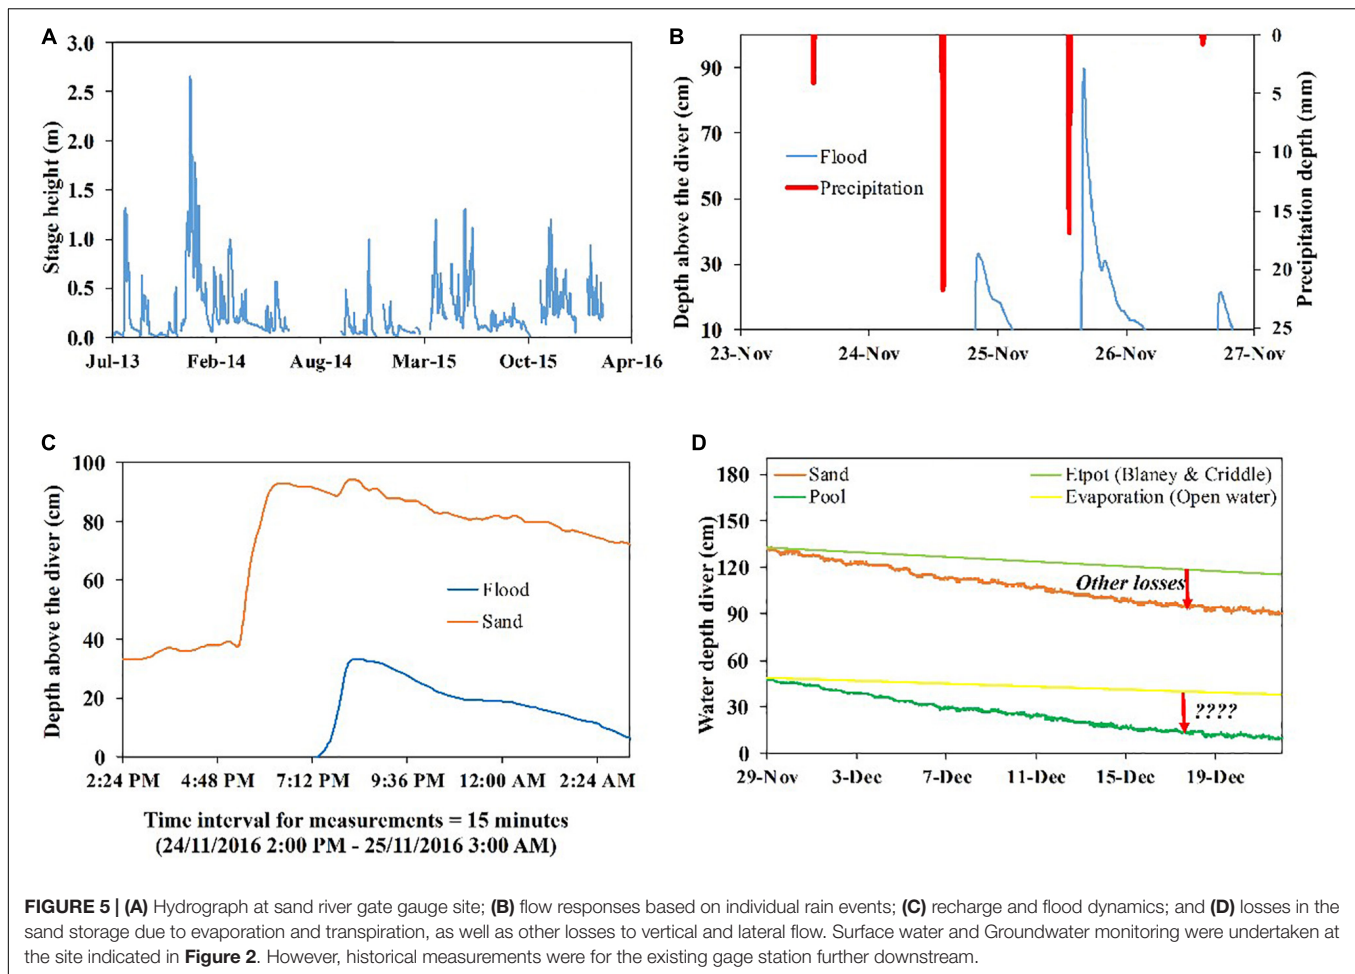 A
3.0
2.5
2.0
1.5
1.0
0.5
0.0
Stage height (m)
Jul-13 Feb-14 Aug-14 Mar-15 Oct-15 Apr-16
B
90
70
50
30
10
Depth above the diver (cm)
Flood
Precipitation
0
5
10
15
20
25
Precipitation depth (mm)
23-Nov 24-Nov 25-Nov 26-Nov 27-Nov
C
100
80
60
40
20
0
Depth above the diver (cm)
Flood
Sand
2:24 PM 4:48 PM 7:12 PM 9:36 PM 12:00 AM 2:24 AM
Time interval for measurements = 15 minutes
(24/11/2016 2:00 PM - 25/11/2016 3:00 AM)
D
180
150
120
90
60
30
0
Water depth diver (cm)
Sand Etpot (Blaney & Criddle)
Pool Evaporation (Open water)
Other losses
????
29-Nov 3-Dec 7-Dec 11-Dec 15-Dec 19-Dec
FIGURE 5 | (A) Hydrograph at sand river gate gauge site; (B) flow responses based on individual rain events; (C) recharge and flood dynamics; and (D) losses in the
sand storage due to evaporation and transpiration, as well as other losses to vertical and lateral flow. Surface water and Groundwater monitoring were undertaken at
the site indicated in Figure 2. However, historical measurements were for the existing gage station further downstream.